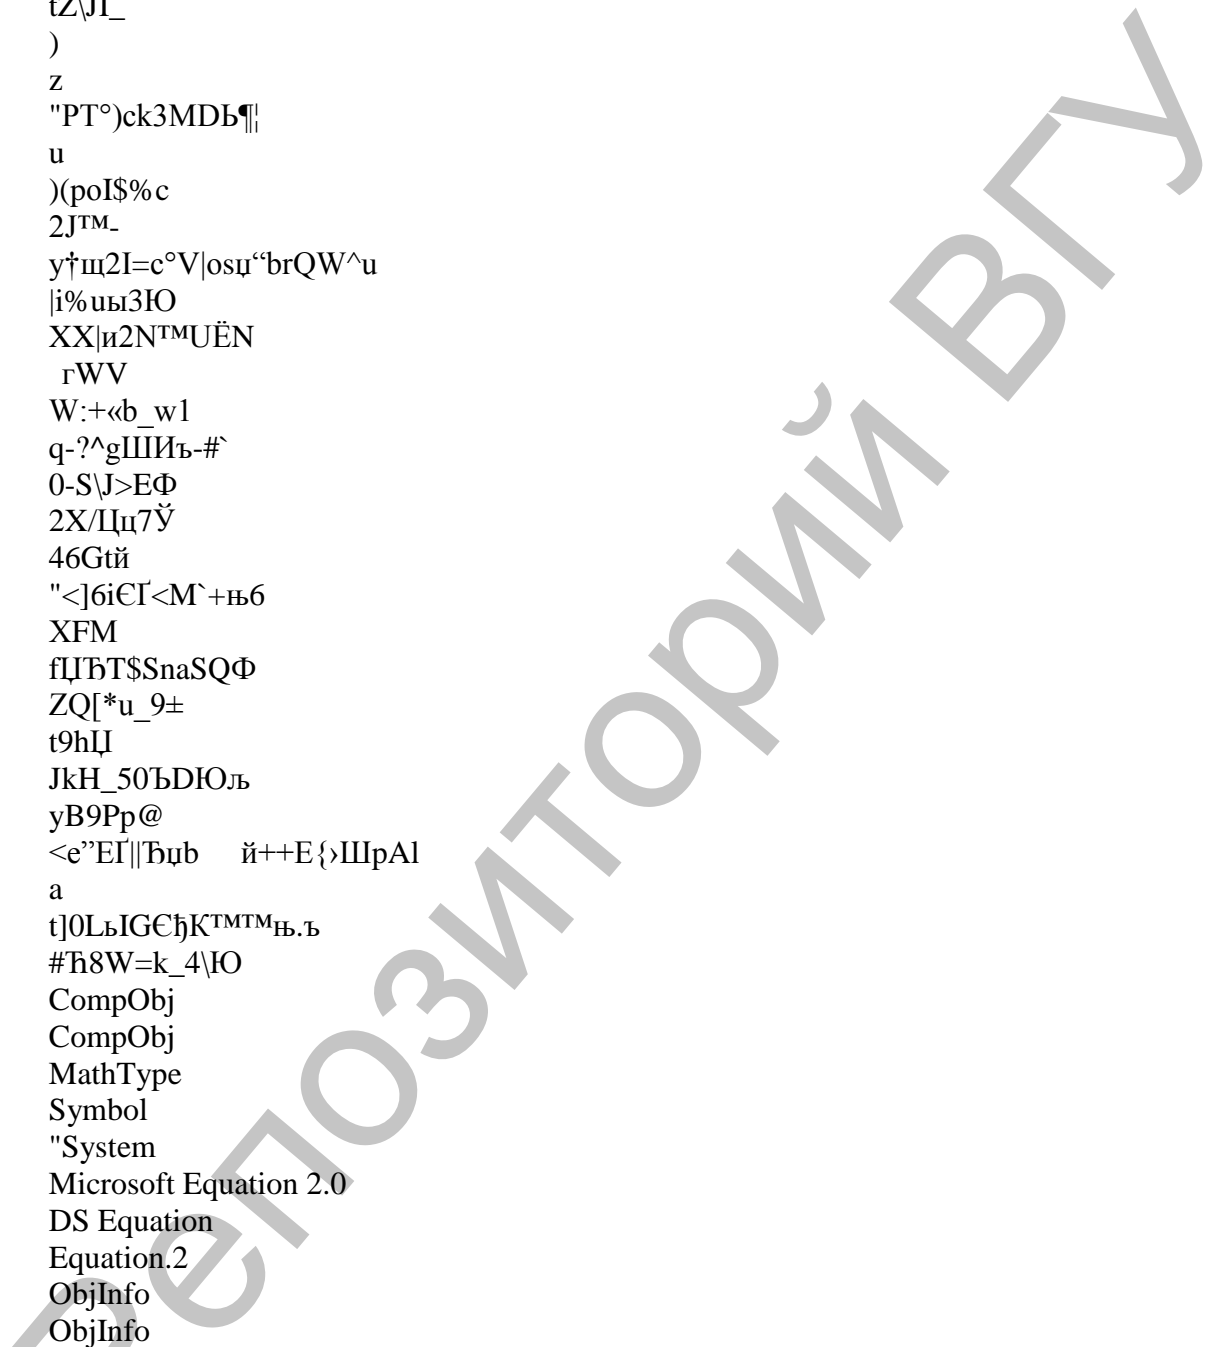 tZ\JI_
)
z
"PT°)ck3MDЬ¶¦
u
)(poI$%c
2J™-
y†щ2I=c°V|osџ“brQW^u
|i%uы3Ю
XX|и2N™UЁN
гWV
W:+«b_w1
q-?^gШИъ-#`
0-S\J>EФ
2X/Цц7Ў
46Gtй
"<]6iЄҐ<M`+њ6
XFM
fЏЂT$SnaSQФ
ZQ[*u_9±
t9hЏ
JkH_50ЪDЮљ
yB9Pp@
<e”EҐ||Ђџb й++E{›ШpAl
a
t]0LьIGЄђK™™њ.ъ
#Ћ8W=k_4\Ю
CompObj
CompObj
MathType
Symbol
"System
Microsoft Equation 2.0
DS Equation
Equation.2
ObjInfo
ObjInfo
Репозиторий ВГУ